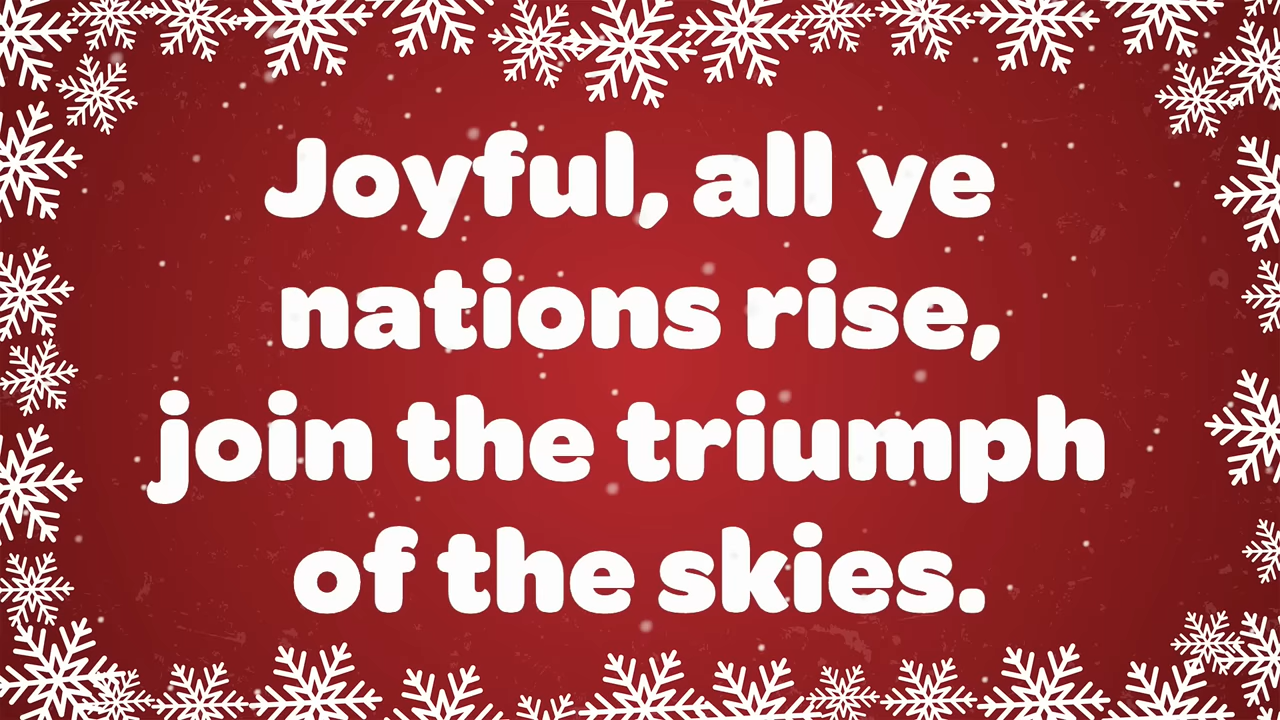 Joyful, all ye
nations rise,
join the triumph
of the skies.